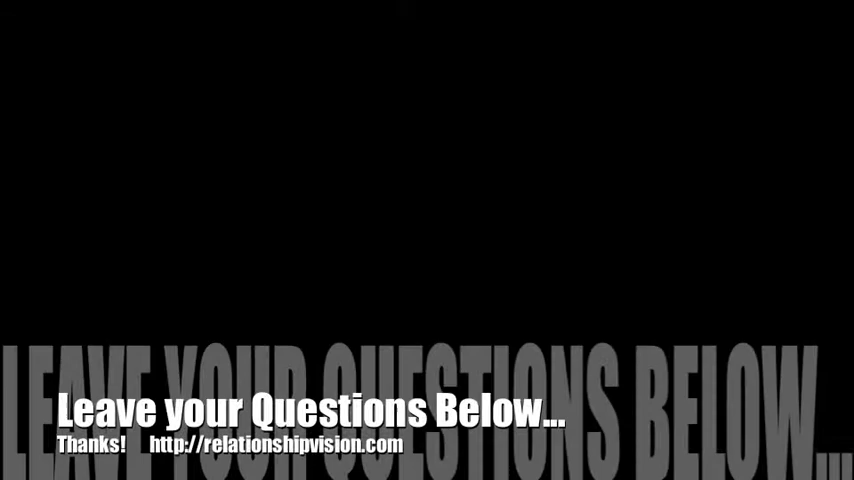 LEAVE YOUR QUESTIONS BELOW...
Leave your Questions Below...
Thanks! http://relationshipvision.com